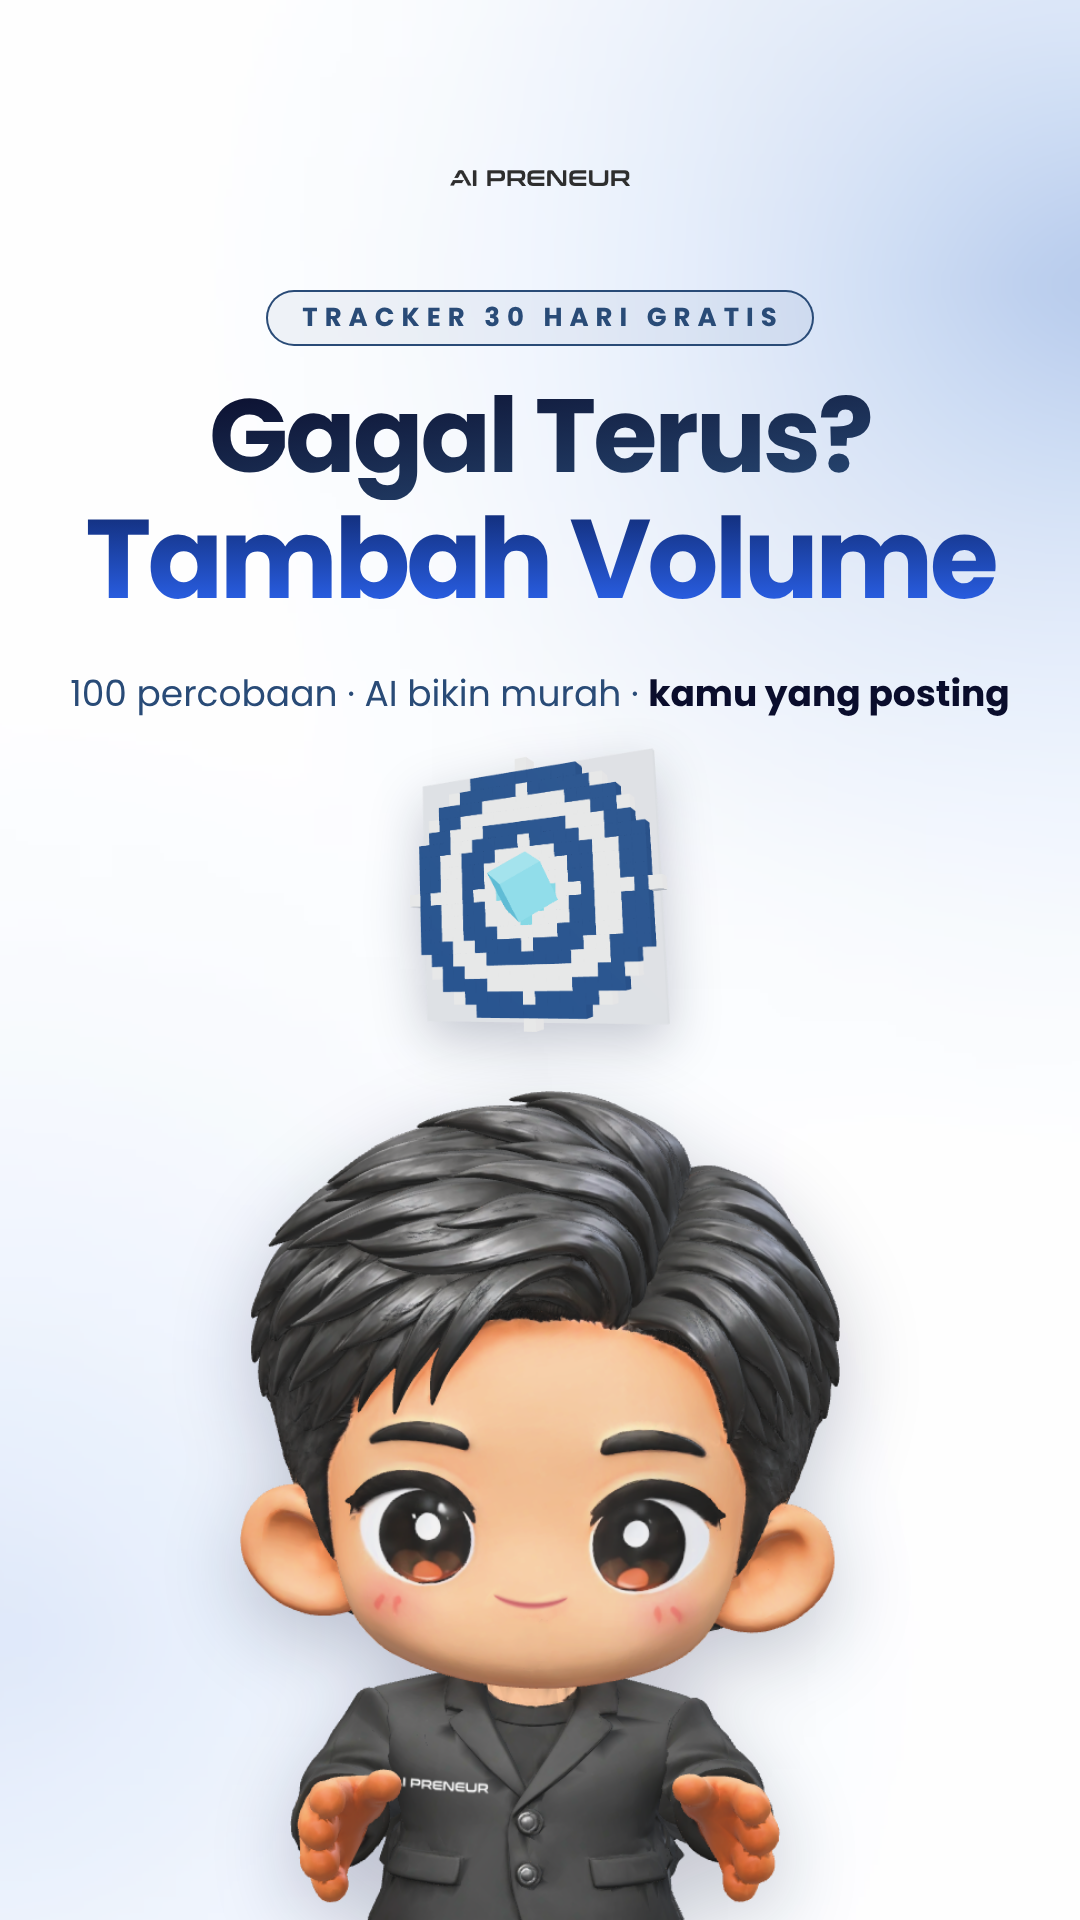 AI PRENEUR
TRACKER 30 HARI GRATIS
Gagal Terus?
Tambah Volume
100 percobaan · AI bikin murah · kamu yang posting
I PRENEUR